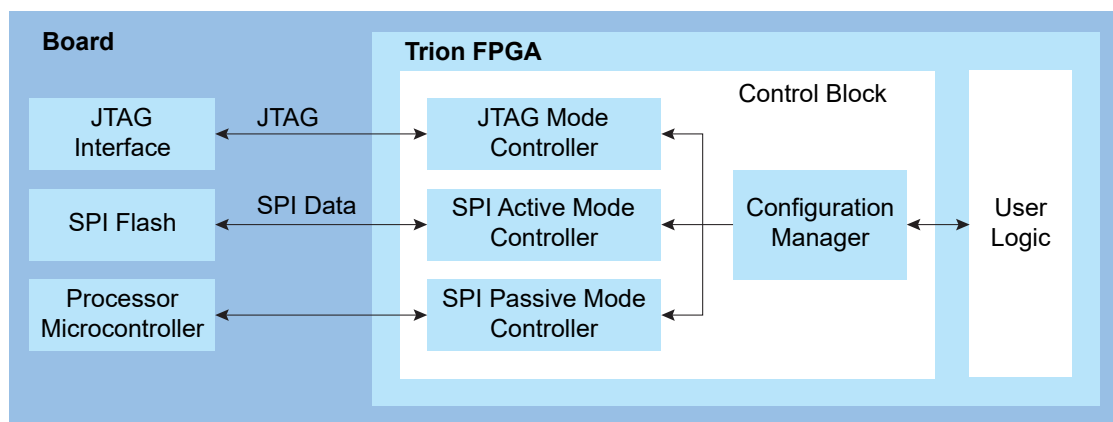 Board
Trion FPGA
Control Block
JTAG
Interface
JTAG
JTAG Mode
Controller
SPI Flash
SPI Data
SPI Active Mode
Controller
Configuration
Manager
User
Logic
Processor
Microcontroller
SPI Passive Mode
Controller